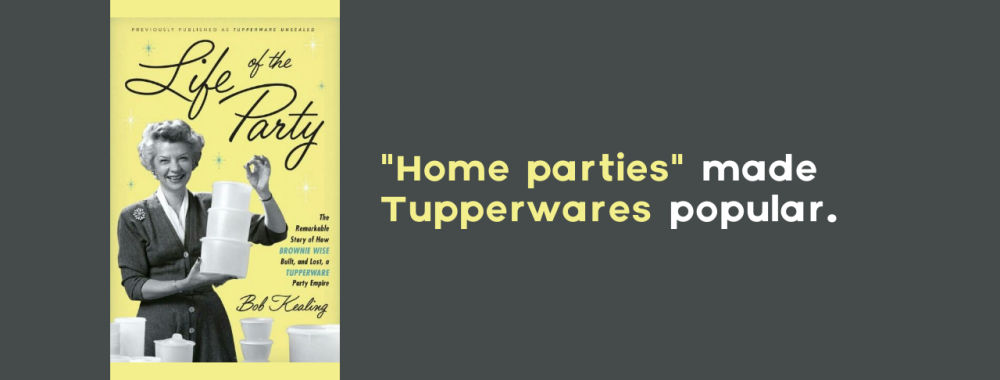 PREVIOUSLY PUBLISHED AS TUPPERWARE UNSEALED
Life of the
Party
The
Remarkable
Story of How
BROWNIE WISE
Built, and Lost, a
TUPPERWARE
Party Empire
Bob Kealing
"Home parties" made
Tupperwares popular.